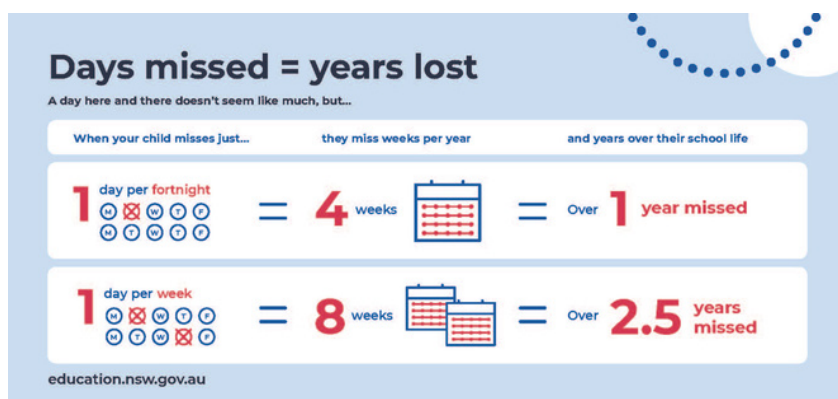 Days missed = years lost
A day here and there doesn't seem like much, but...
When your child misses just... they miss weeks per year and years over their school life
1 day per fortnight = 4 weeks = Over 1 year missed
M W T F
M T W T F
1 day per week = 8 weeks = Over 2.5 years missed
M W T F
M T W F
education.nsw.gov.au